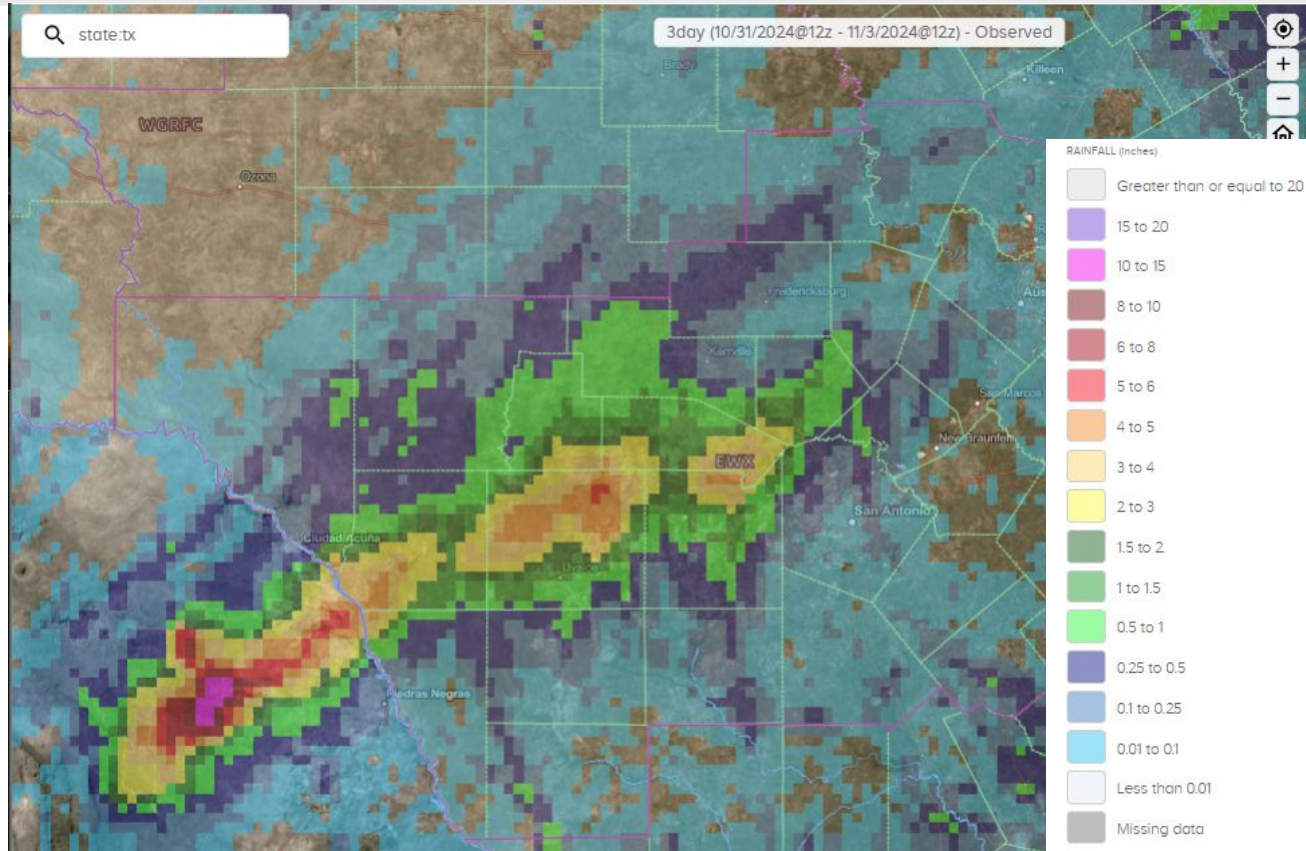 state:tx
3day (10/31/2024@12z - 11/3/2024@12z) - Observed
Brady
Killeen
WGRFC
Ozona
Fredericksburg
Aus
Kerrville
San Marcos
New Braunfels
EWX
San Antonio
Ciudad Acuña
Uvalde
Piedras Negras
+
−
RAINFALL (Inches)
Greater than or equal to 20
15 to 20
10 to 15
8 to 10
6 to 8
5 to 6
4 to 5
3 to 4
2 to 3
1.5 to 2
1 to 1.5
0.5 to 1
0.25 to 0.5
0.1 to 0.25
0.01 to 0.1
Less than 0.01
Missing data